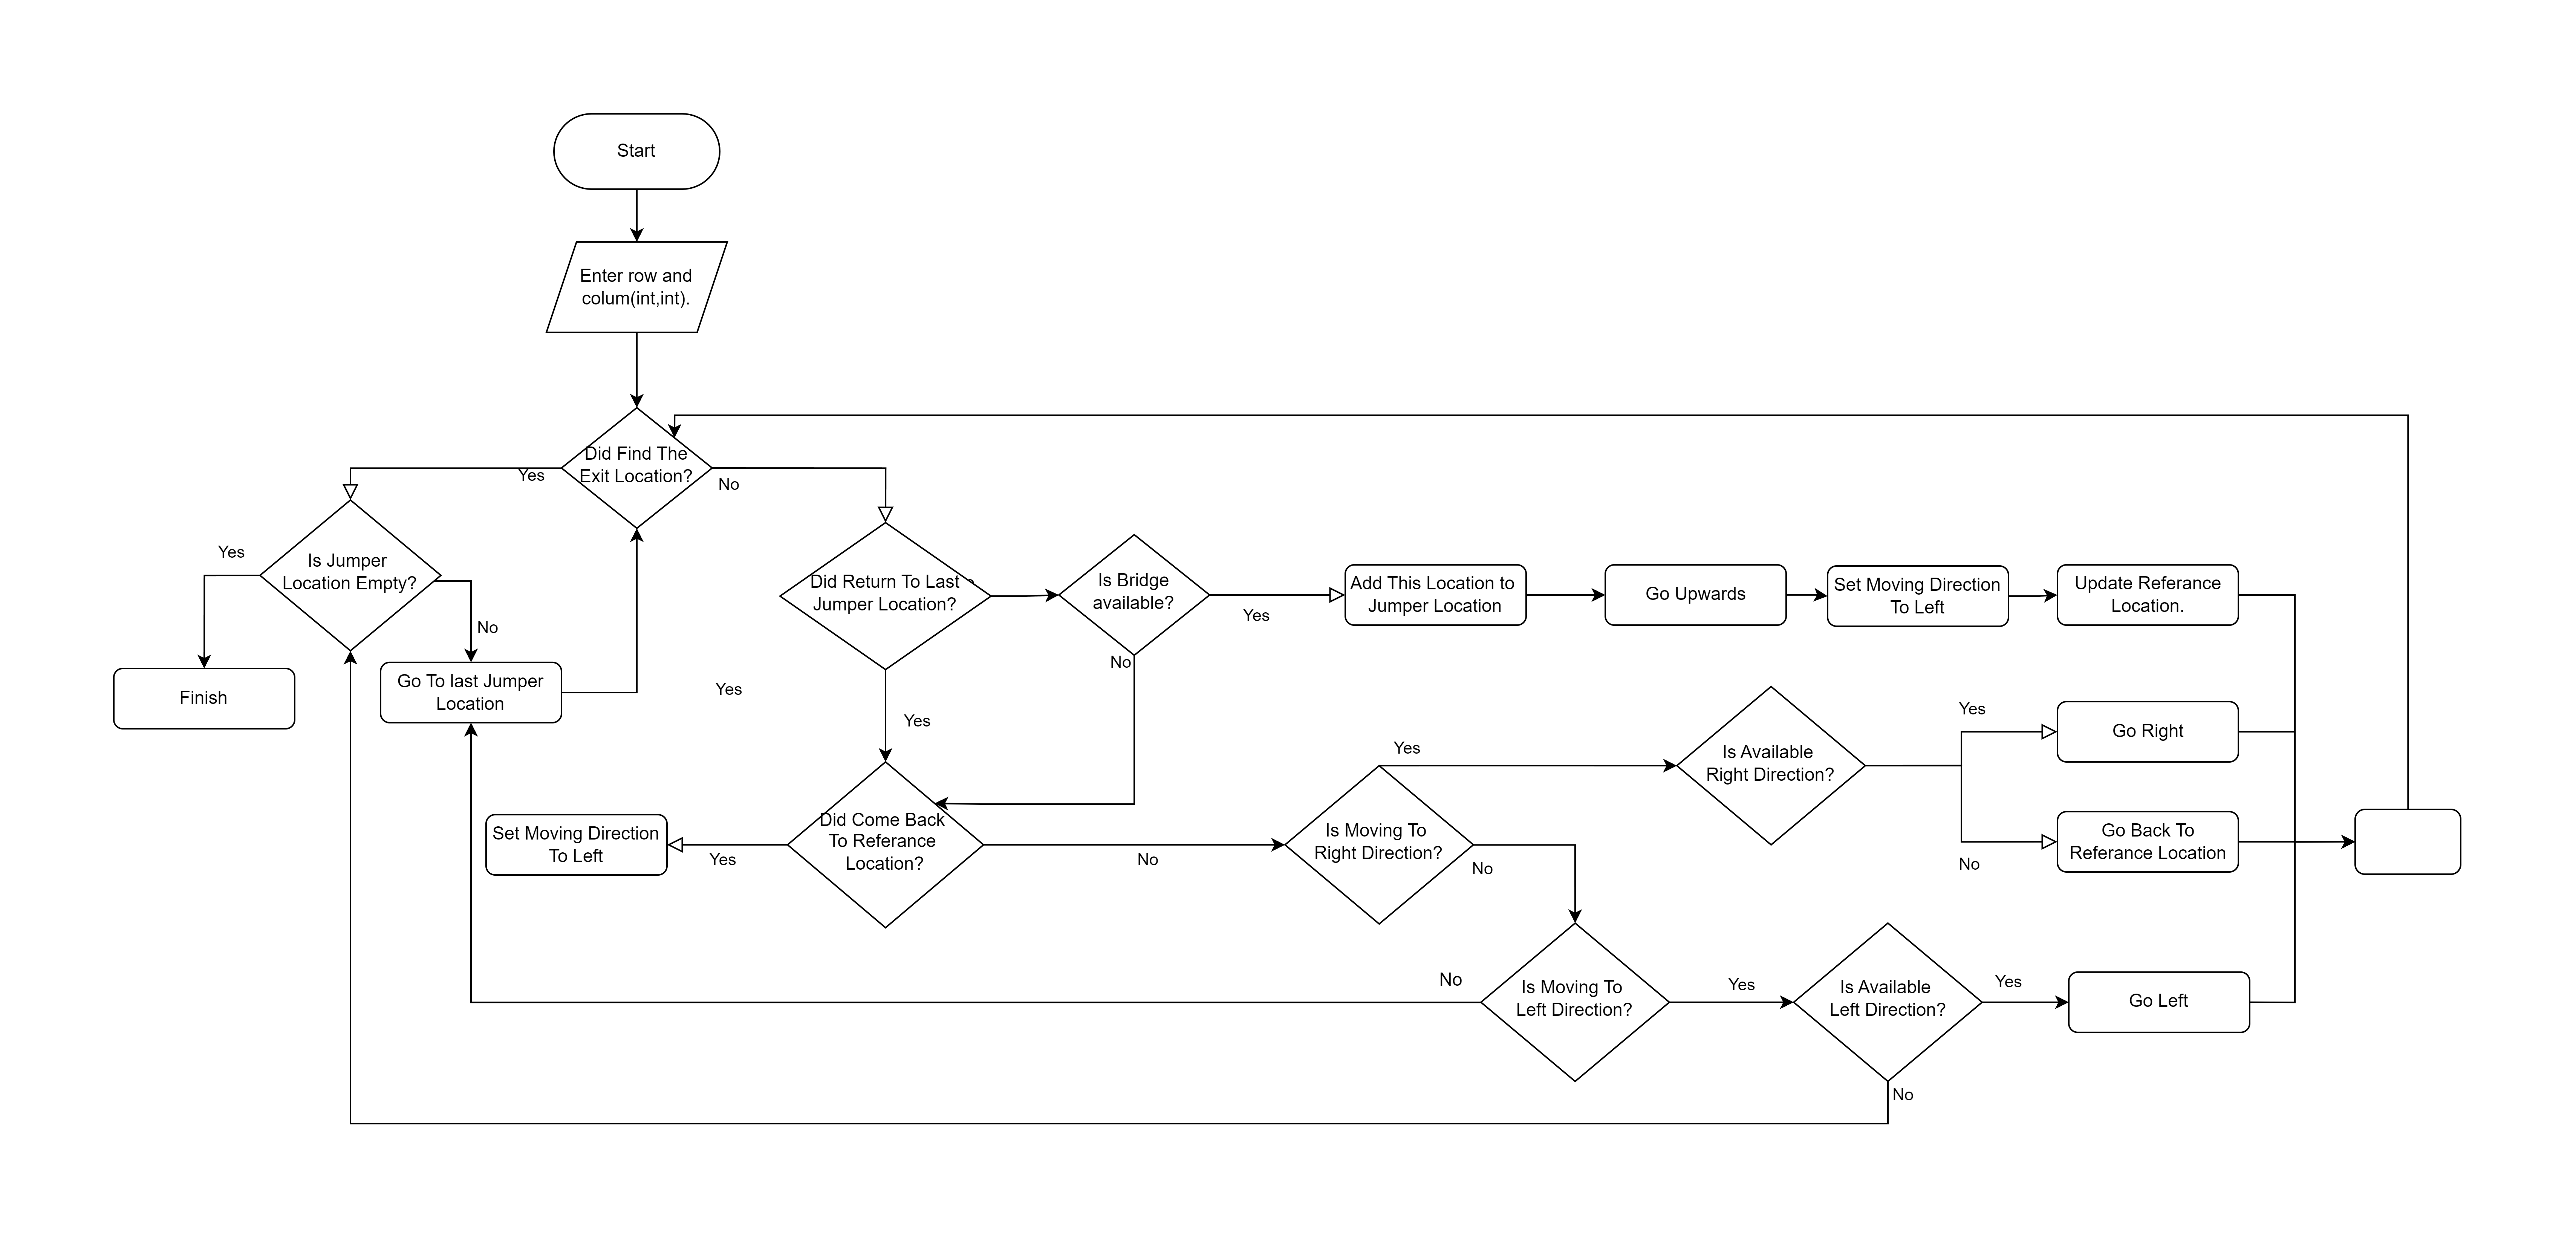 Start
Enter row and
colum(int,int).
Did Find The
Exit Location?
Yes
No
Is Jumper
Location Empty?
Yes
No
Finish
Go To last Jumper
Location
Did Return To Last
Jumper Location?
Is Bridge
available?
Yes
No
Add This Location to
Jumper Location
Go Upwards
Set Moving Direction
To Left
Update Referance
Location.
Yes
Yes
Did Come Back
To Referance
Location?
Yes
No
Set Moving Direction
To Left
Is Moving To
Right Direction?
Yes
No
Is Available
Right Direction?
Yes
No
Go Right
Go Back To
Referance Location
Is Moving To
Left Direction?
No
Yes
Is Available
Left Direction?
Yes
No
Go Left